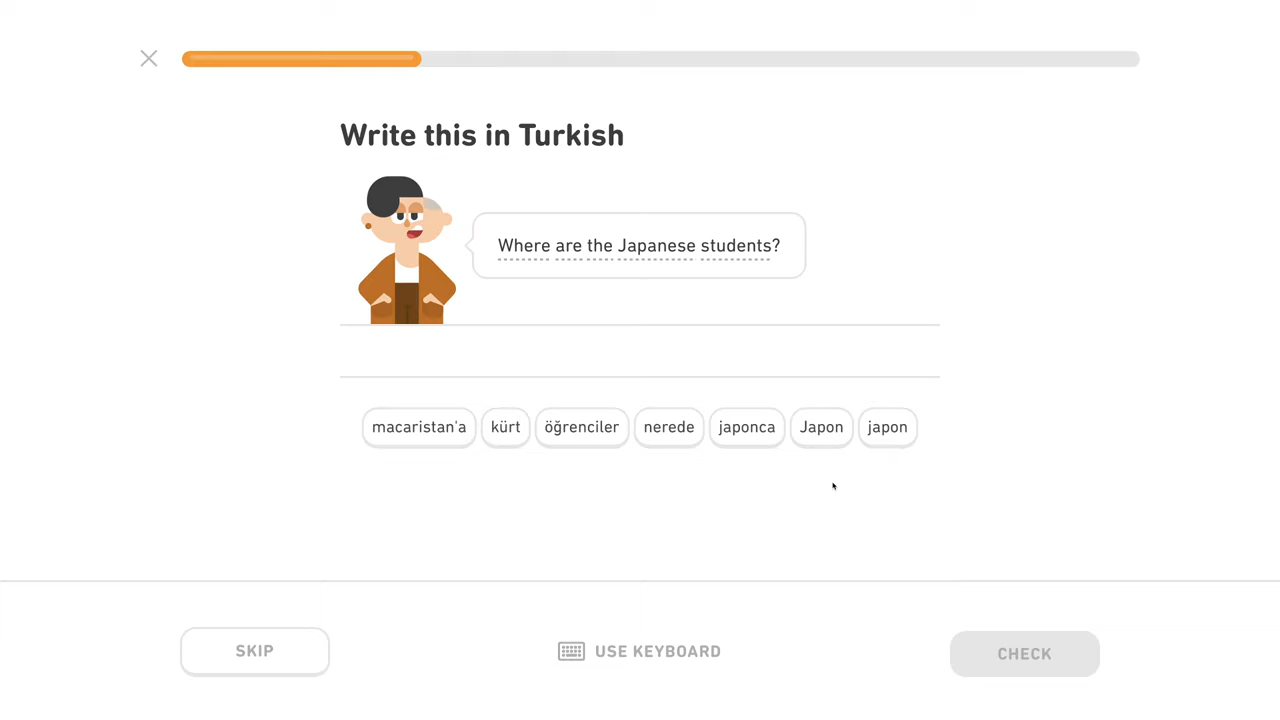 Write this in Turkish
Where are the Japanese students?
macaristan'a kürt öğrenciler nerede japonca Japon japon
SKIP USE KEYBOARD CHECK